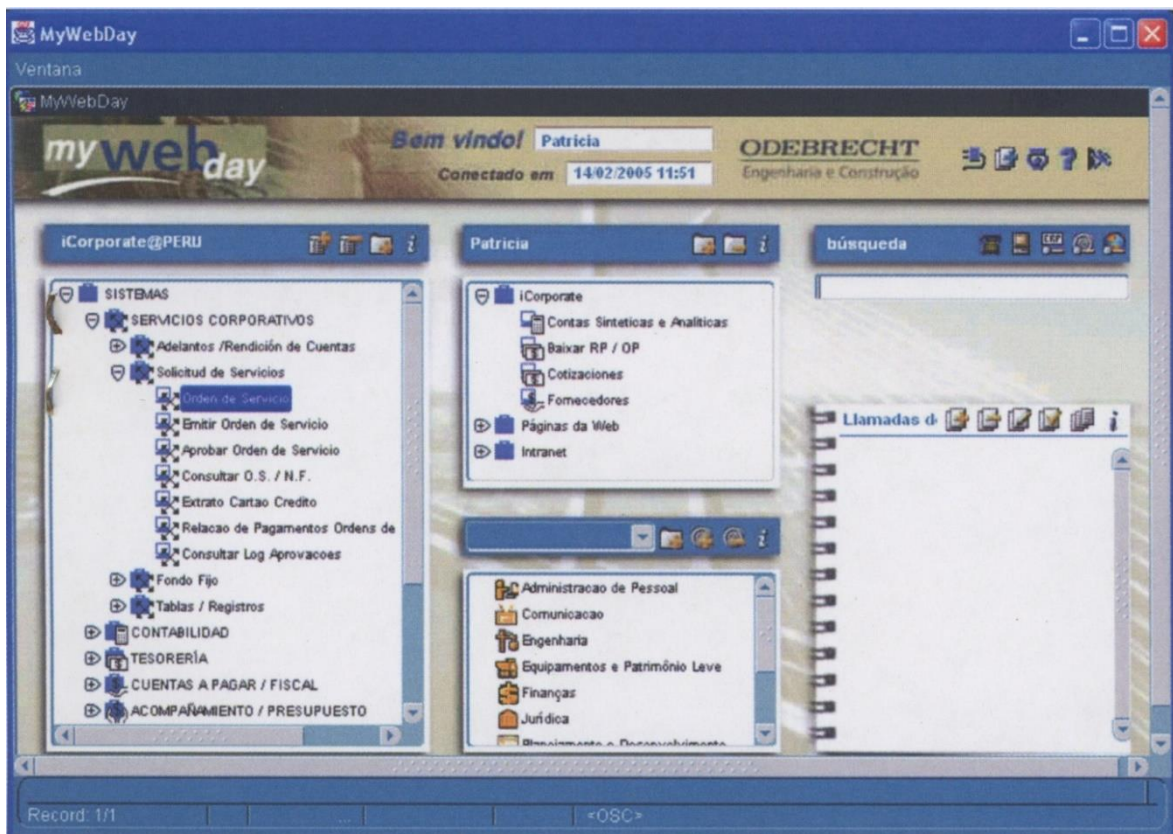 MyWebDay
Ventana
MyWebDay
my web day
Bem vindo! Patricia
Conectado em 14/02/2005 11:51
ODEBRECHT
Engenharia e Construção
iCorporate@PERU
SISTEMAS
SERVICIOS CORPORATIVOS
Adelantos /Rendición de Cuentas
Solicitud de Servicios
Orden de Servicio
Emitir Orden de Servicio
Aprobar Orden de Servicio
Consultar O.S. / N.F.
Extrato Cartao Credito
Relacao de Pagamentos Ordens de
Consultar Log Aprovacoes
Fondo Fijo
Tablas / Registros
CONTABILIDAD
TESORERÍA
CUENTAS A PAGAR / FISCAL
ACOMPAÑAMIENTO / PRESUPUESTO
Patricia
iCorporate
Contas Sinteticas e Analiticas
Baixar RP / OP
Cotizaciones
Fornecedores
Páginas da Web
Intranet
Administracao de Pessoal
Comunicacao
Engenharia
Equipamentos e Patrimônio Leve
Finanças
Jurídica
Planejamento e Desenvolvimento
búsqueda
Llamadas d
Record: 1/1
...
<OSC>